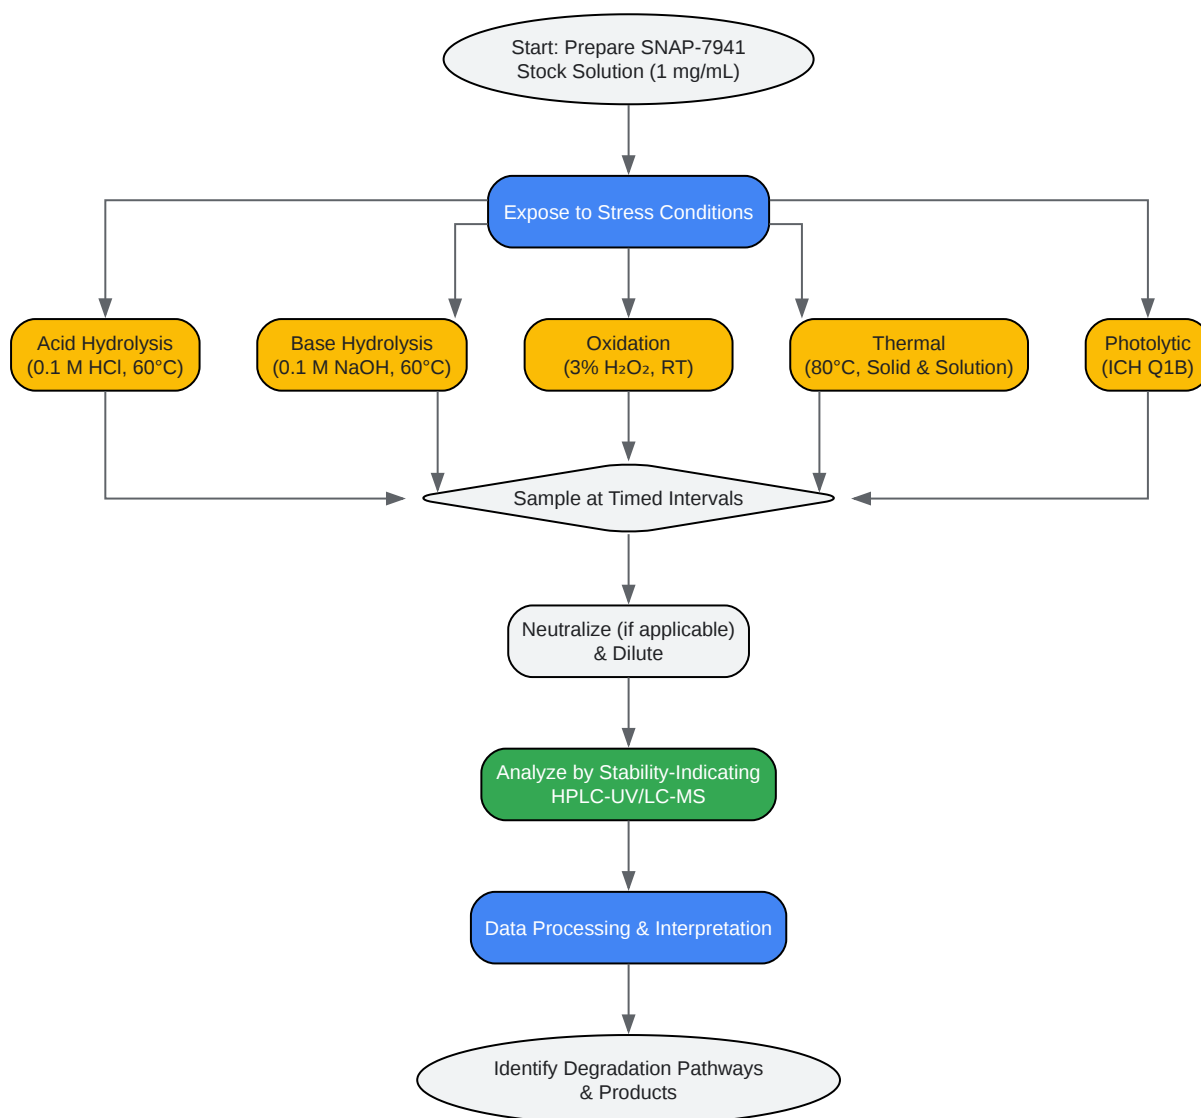 Start: Prepare SNAP-7941
Stock Solution (1 mg/mL)
Expose to Stress Conditions
Acid Hydrolysis
(0.1 M HCl, 60°C)
Base Hydrolysis
(0.1 M NaOH, 60°C)
Oxidation
(3% H₂O₂, RT)
Thermal
(80°C, Solid & Solution)
Photolytic
(ICH Q1B)
Sample at Timed Intervals
Neutralize (if applicable)
& Dilute
Analyze by Stability-Indicating
HPLC-UV/LC-MS
Data Processing & Interpretation
Identify Degradation Pathways
& Products